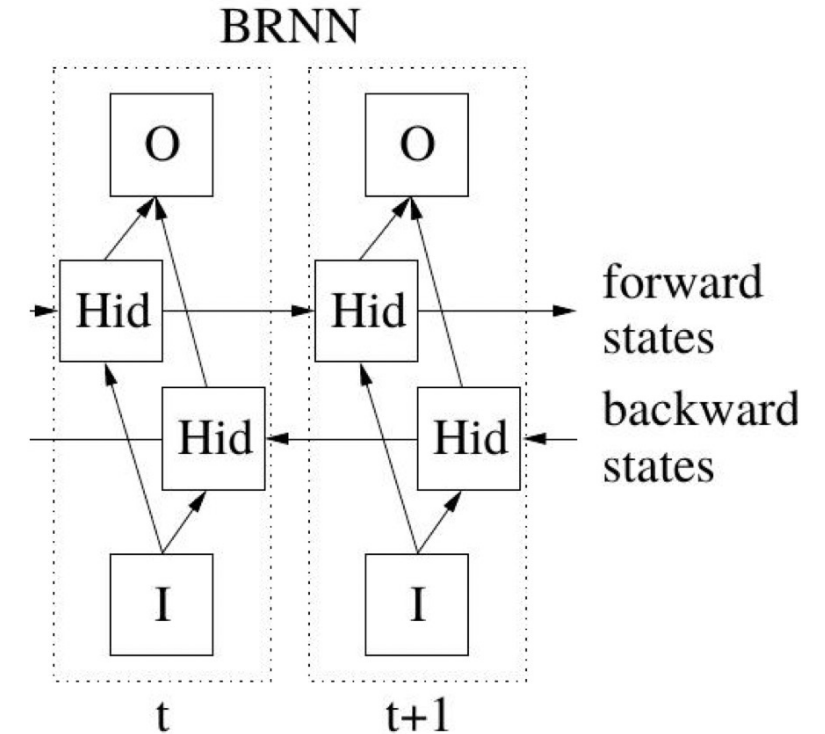 BRNN
O
O
Hid
Hid
forward
states
Hid
Hid
backward
states
I
I
t
t+1